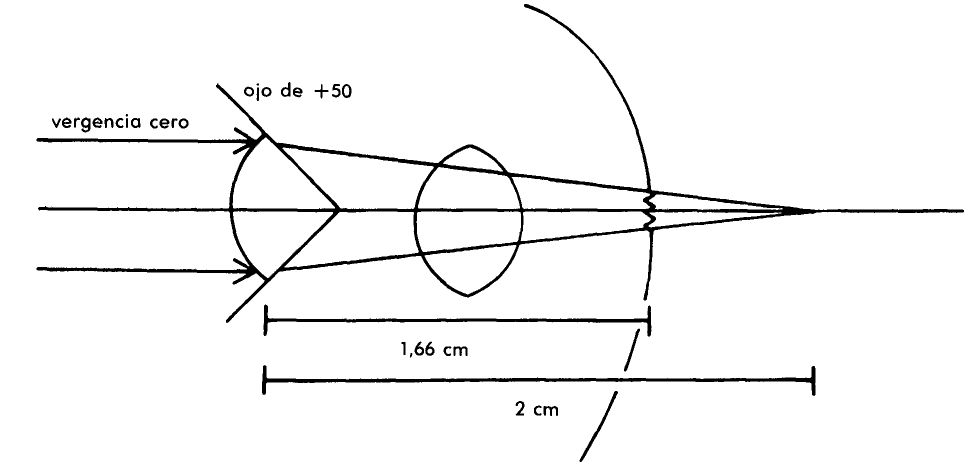 ojo de +50
vergencia cero
1,66 cm
2 cm